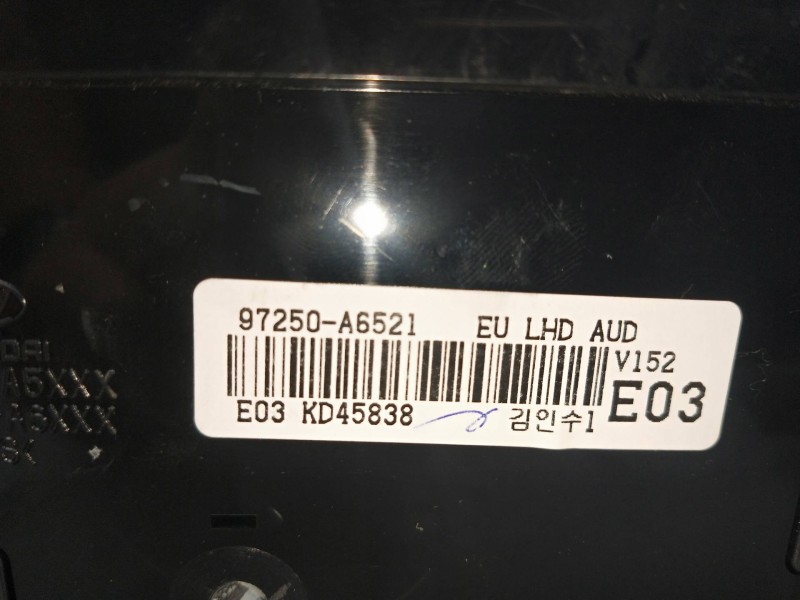 97250-A6521 EU LHD AUD
V152
E03 KD45838 김인수1 E03
A5XXX